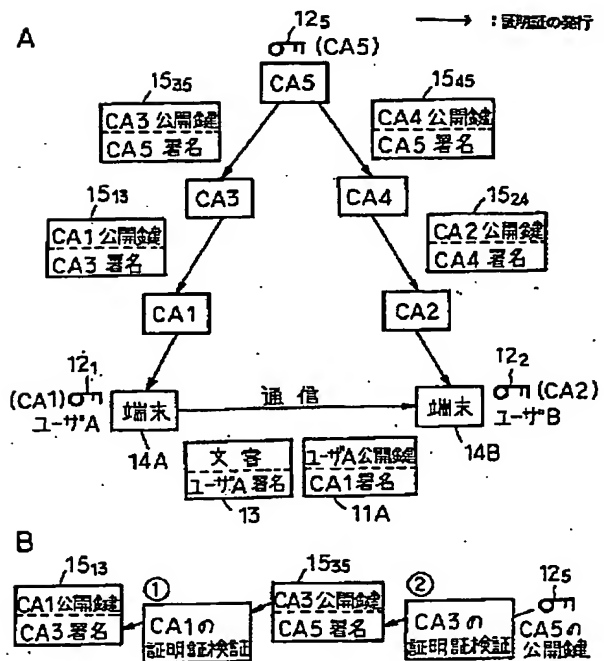 A
12₅
(CA5)
: 証明証の発行
CA5
15₃₅
CA3 公開鍵
CA5 署名
15₄₅
CA4 公開鍵
CA5 署名
CA3
CA4
15₁₃
CA1 公開鍵
CA3 署名
15₂₄
CA2 公開鍵
CA4 署名
CA1
CA2
12₁
(CA1)
ユーザA
端末
14A
通信
端末
14B
12₂
(CA2)
ユーザB
文容
ユーザA 署名
13
ユーザA 公開鍵
CA1 署名
11A
B
15₁₃
CA1 公開鍵
CA3 署名
①
CA1の
証明証検証
15₃₅
CA3 公開鍵
CA5 署名
②
CA3の
証明証検証
12₅
CA5の
公開鍵